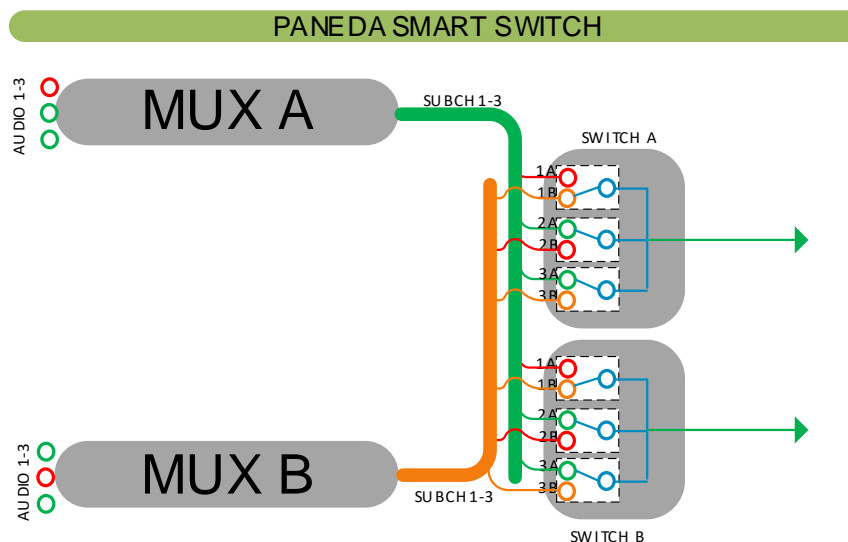 PANEDA SMART SWITCH
AUDIO 1-3
MUX A
SUBCH 1-3
SWITCH A
1A
1B
2A
2B
3A
3B
1A
1B
2A
2B
3A
3B
AUDIO 1-3
MUX B
SUBCH 1-3
SWITCH B